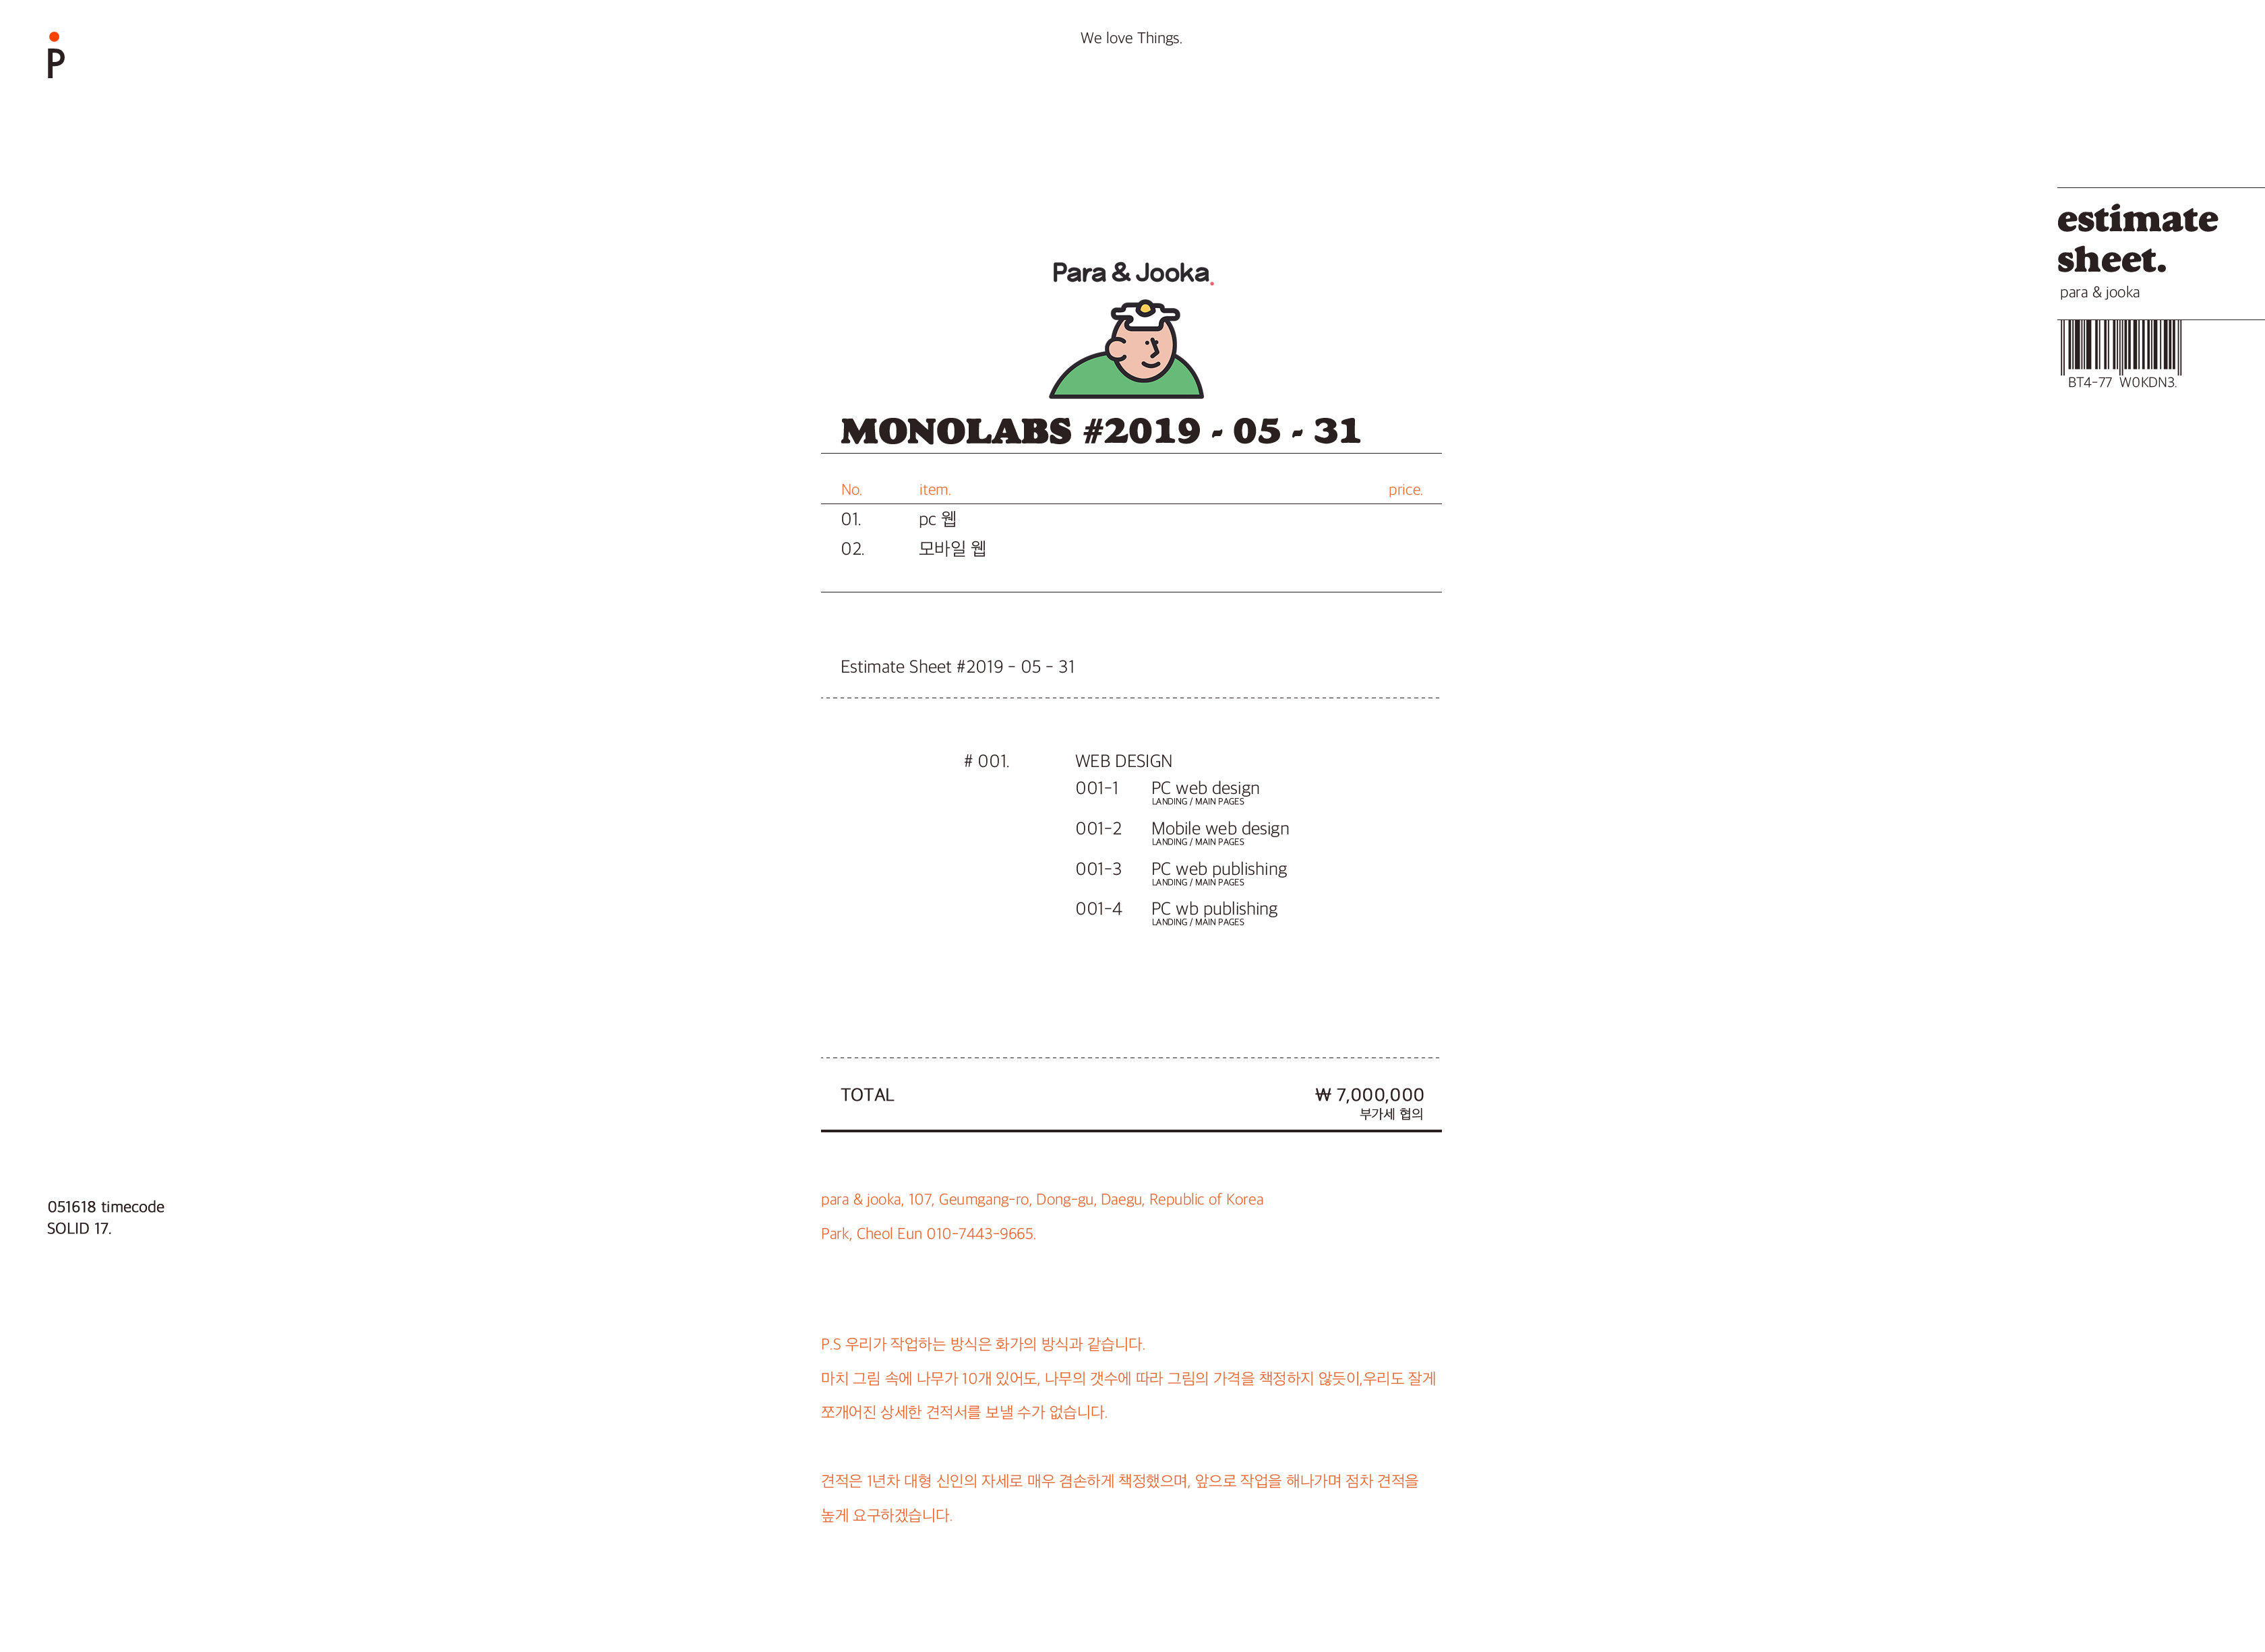 P
We love Things.
estimate
sheet.
para & jooka
BT4-77 W0KDN3.
Para & Jooka.
MONOLABS #2019 - 05 - 31
No. item. price.
01. pc 웹
02. 모바일 웹
Estimate Sheet #2019 - 05 - 31
# 001. WEB DESIGN
001-1 PC web design
LANDING / MAIN PAGES
001-2 Mobile web design
LANDING / MAIN PAGES
001-3 PC web publishing
LANDING / MAIN PAGES
001-4 PC wb publishing
LANDING / MAIN PAGES
TOTAL ₩ 7,000,000
부가세 협의
051618 timecode
SOLID 17.
para & jooka, 107, Geumgang-ro, Dong-gu, Daegu, Republic of Korea
Park, Cheol Eun 010-7443-9665.
P.S 우리가 작업하는 방식은 화가의 방식과 같습니다.
마치 그림 속에 나무가 10개 있어도, 나무의 갯수에 따라 그림의 가격을 책정하지 않듯이,우리도 잘게
쪼개어진 상세한 견적서를 보낼 수가 없습니다.
견적은 1년차 대형 신인의 자세로 매우 겸손하게 책정했으며, 앞으로 작업을 해나가며 점차 견적을
높게 요구하겠습니다.